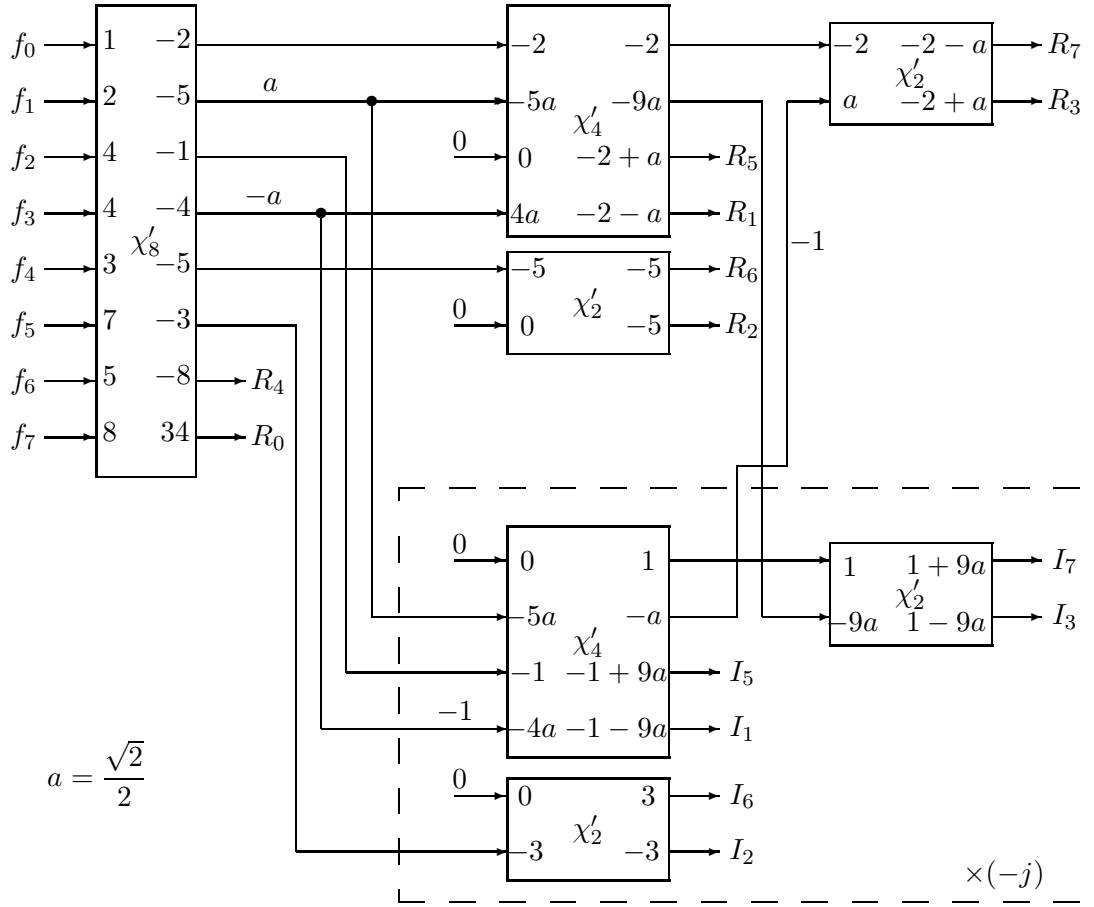 f₀ 1 −2 −2 −2 −2 −2 − a R₇
f₁ 2 −5 a −5a −9a a −2 + a R₃
χ′₂
χ′₄
f₂ 4 −1 0 0 −2 + a R₅
f₃ 4 −4 −a 4a −2 − a R₁
χ′₈
−1
f₄ 3 −5 −5 −5 R₆
χ′₂
f₅ 7 −3 0 0 −5 R₂
f₆ 5 −8 R₄
f₇ 8 34 R₀
0 0 1 1 1 + 9a I₇
χ′₂
−5a −a −9a 1 − 9a I₃
χ′₄
−1 −1 + 9a I₅
−1 −4a −1 − 9a I₁
a = √2/2
0 0 3 I₆
χ′₂
−3 −3 I₂
×(−j)